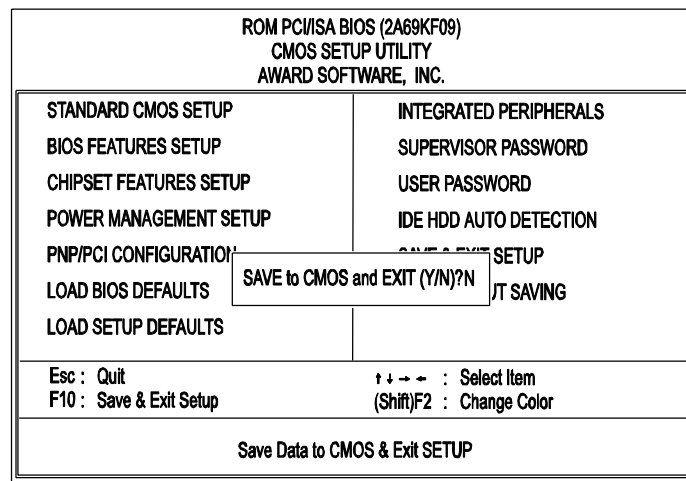 ROM PCI/ISA BIOS (2A69KF09)
CMOS SETUP UTILITY
AWARD SOFTWARE, INC.
STANDARD CMOS SETUP
BIOS FEATURES SETUP
CHIPSET FEATURES SETUP
POWER MANAGEMENT SETUP
PNP/PCI CONFIGURATION
LOAD BIOS DEFAULTS
LOAD SETUP DEFAULTS
INTEGRATED PERIPHERALS
SUPERVISOR PASSWORD
USER PASSWORD
IDE HDD AUTO DETECTION
SAVE & EXIT SETUP
SAVING
SAVE to CMOS and EXIT (Y/N)?N
Esc : Quit
F10 : Save & Exit Setup
↑ ↓ → ← : Select Item
(Shift)F2 : Change Color
Save Data to CMOS & Exit SETUP